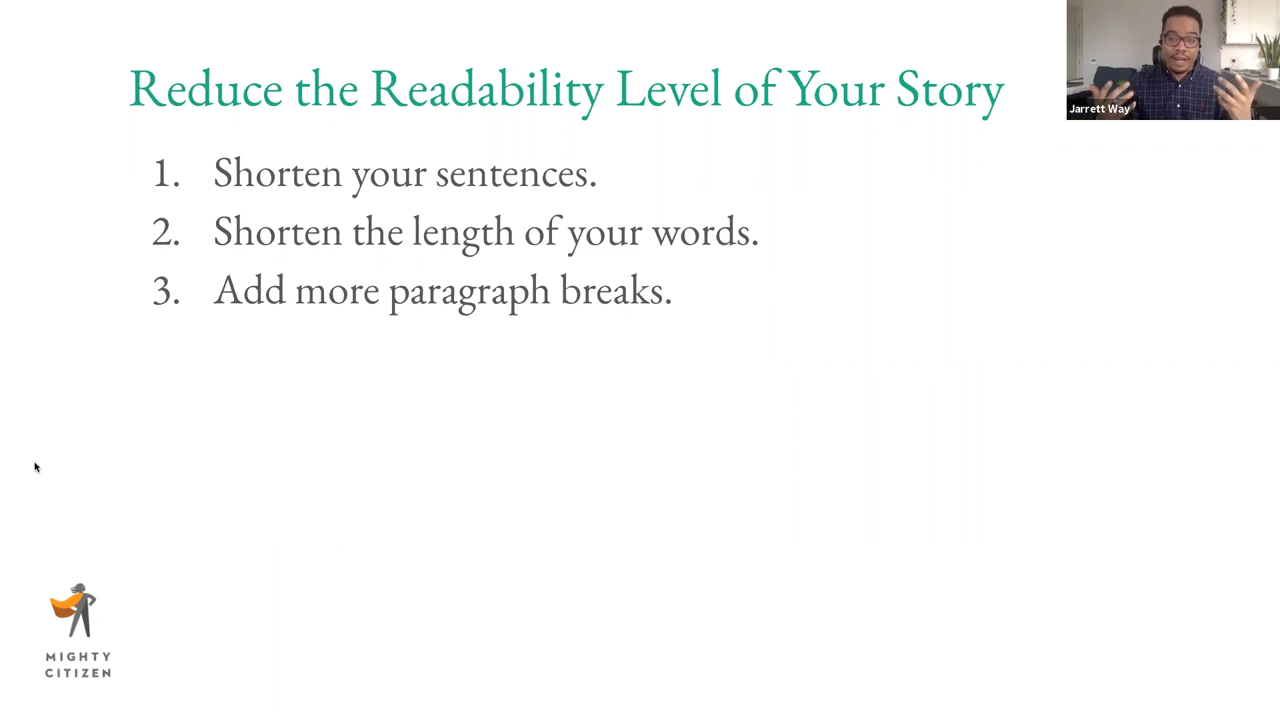 Reduce the Readability Level of Your Story
Jarrett Way
1. Shorten your sentences.
2. Shorten the length of your words.
3. Add more paragraph breaks.
MIGHTY
CITIZEN